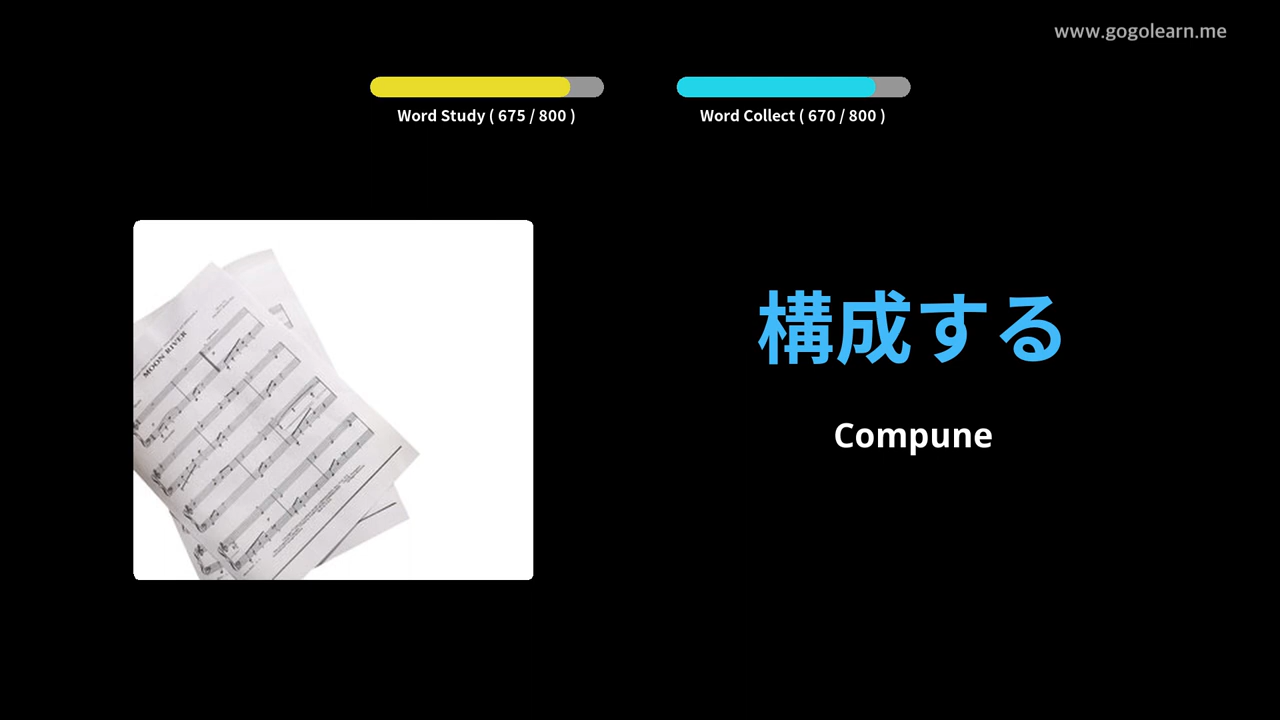 www.gogolearn.me
Word Study ( 675 / 800 )
Word Collect ( 670 / 800 )
MOON RIVER
構成する
Compune